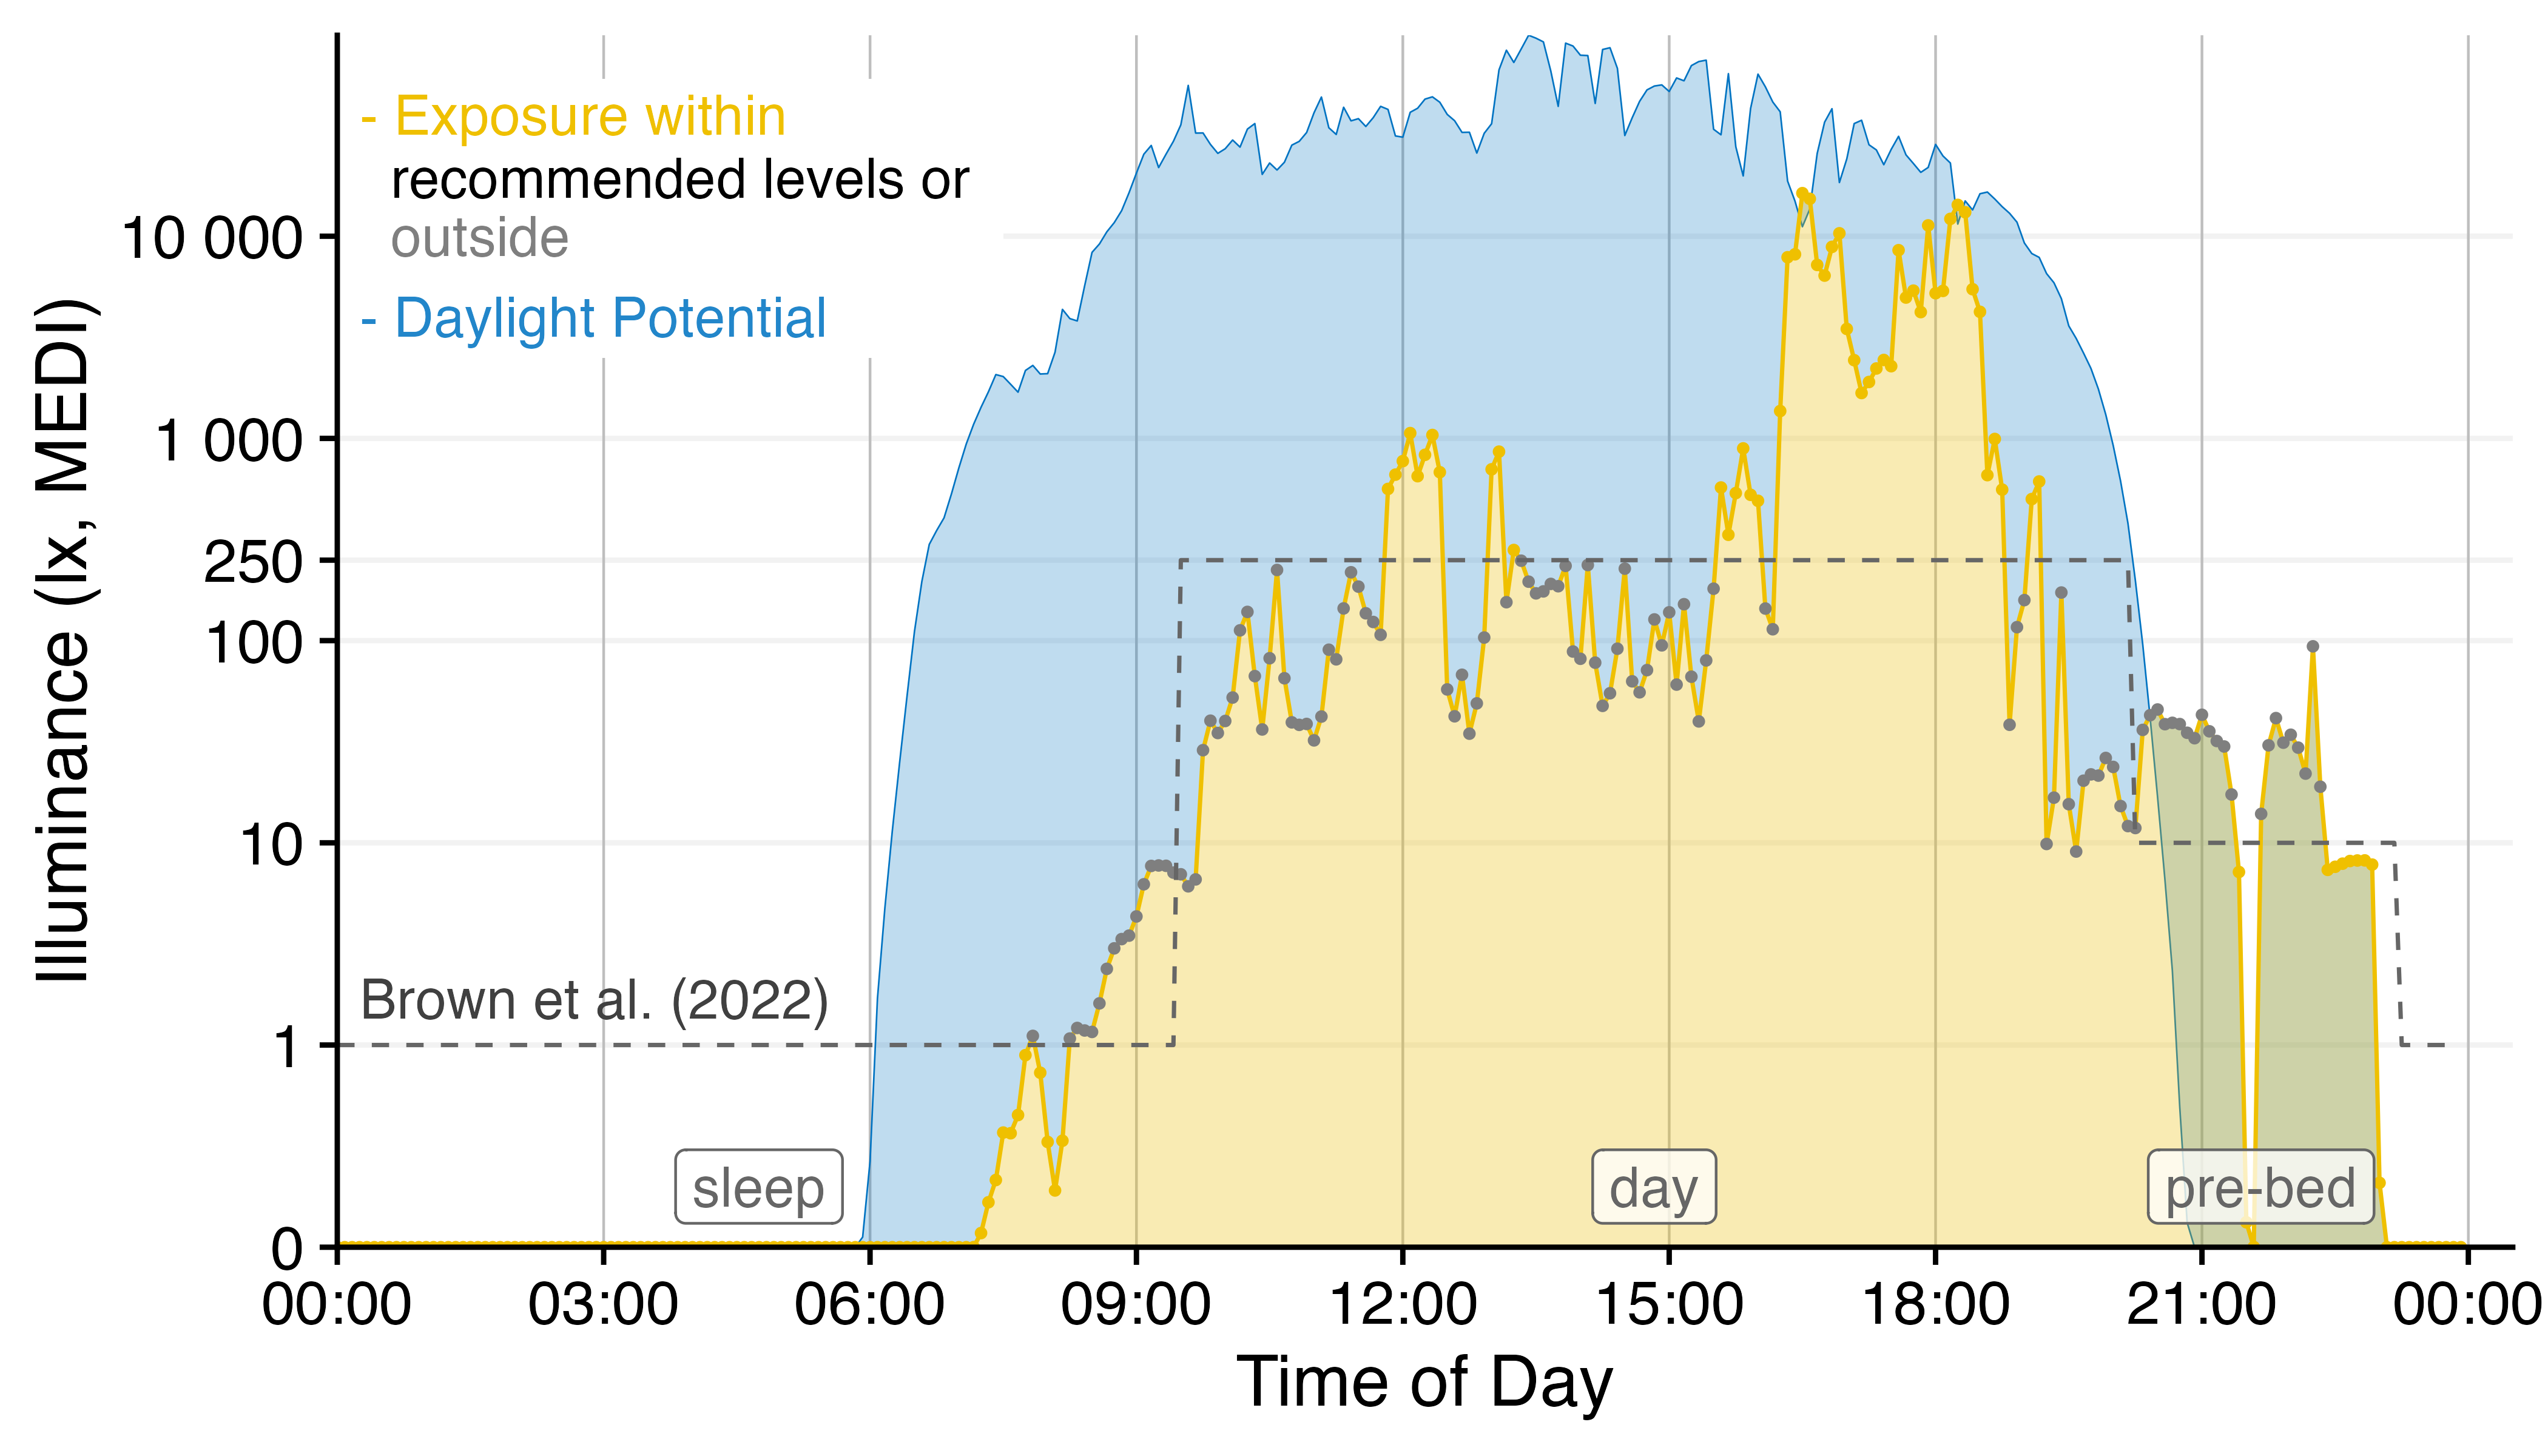 - Exposure within
recommended levels or
outside
- Daylight Potential
Illuminance (lx, MEDI)
10 000
1 000
250
100
10
1
0
Brown et al. (2022)
sleep
day
pre-bed
00:00 03:00 06:00 09:00 12:00 15:00 18:00 21:00 00:00
Time of Day